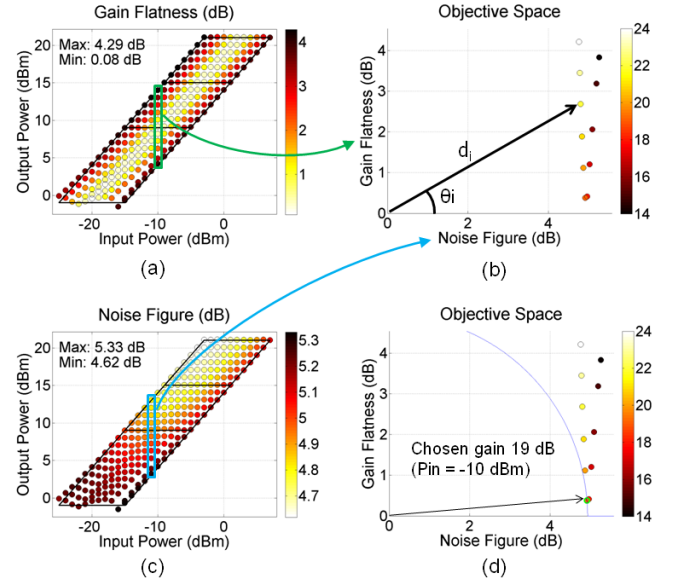 Gain Flatness (dB)
Max: 4.29 dB
Min: 0.08 dB
Output Power (dBm)
20
15
10
5
0
-20
-10
0
Input Power (dBm)
4
3
2
1
(a)
Objective Space
Gain Flatness (dB)
4
3
2
1
0
0
2
4
Noise Figure (dB)
di
θi
24
22
20
18
16
14
(b)
Noise Figure (dB)
Max: 5.33 dB
Min: 4.62 dB
Output Power (dBm)
20
15
10
5
0
-20
-10
0
Input Power (dBm)
5.3
5.2
5.1
5
4.9
4.8
4.7
(c)
Objective Space
Gain Flatness (dB)
4
3
2
1
0
0
2
4
Noise Figure (dB)
Chosen gain 19 dB
(Pin = -10 dBm)
24
22
20
18
16
14
(d)